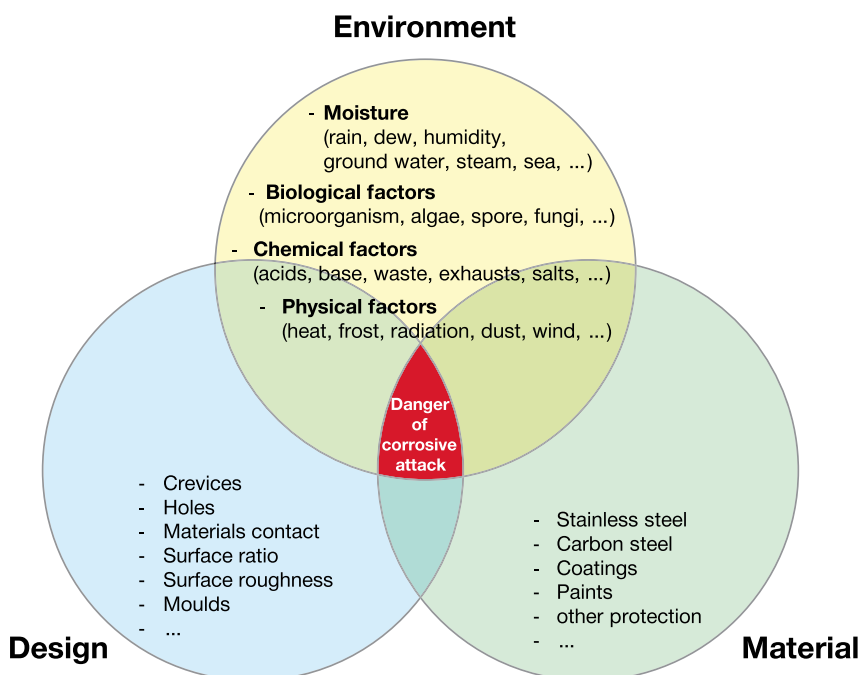 Environment
- Moisture
(rain, dew, humidity,
ground water, steam, sea, ...)
- Biological factors
(microorganism, algae, spore, fungi, ...)
- Chemical factors
(acids, base, waste, exhausts, salts, ...)
- Physical factors
(heat, frost, radiation, dust, wind, ...)
Danger
of
corrosive
attack
- Crevices
- Holes
- Materials contact
- Surface ratio
- Surface roughness
- Moulds
- ...
Design
- Stainless steel
- Carbon steel
- Coatings
- Paints
- other protection
- ...
Material